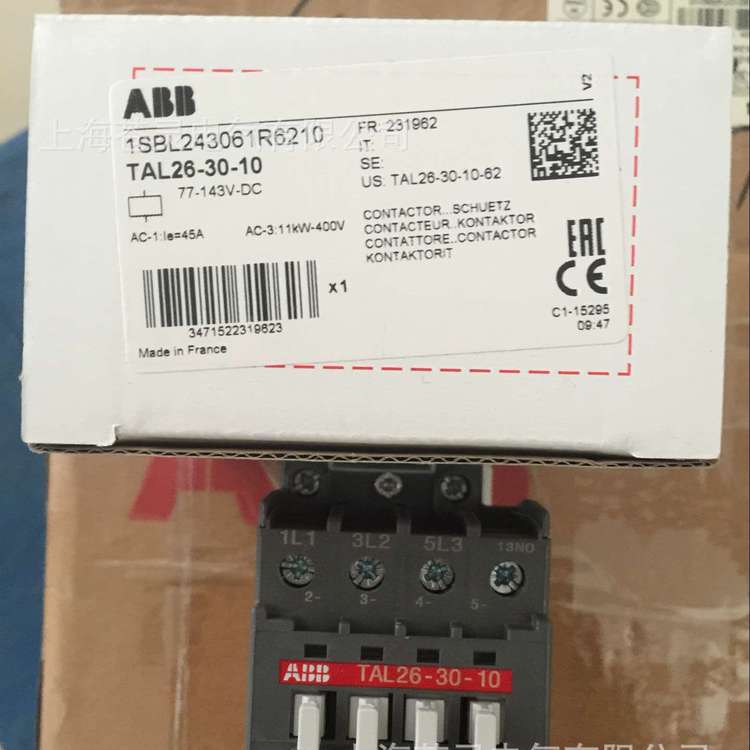 ABB
1SBL243061R6210
TAL26-30-10
77-143V-DC
AC-1:Ie=45A AC-3:11kW-400V
x1
3471522319623
Made in France
FR: 231962
IT:
SE:
US: TAL26-30-10-62
CONTACTOR...SCHUETZ
CONTACTEUR..KONTAKTOR
CONTATTORE..CONTACTOR
KONTAKTORIT
V2
EAC
CE
C1-15295
09:47
1L1 3L2 5L3 13NO
2- 3- 4- 5-
ABB TAL26-30-10